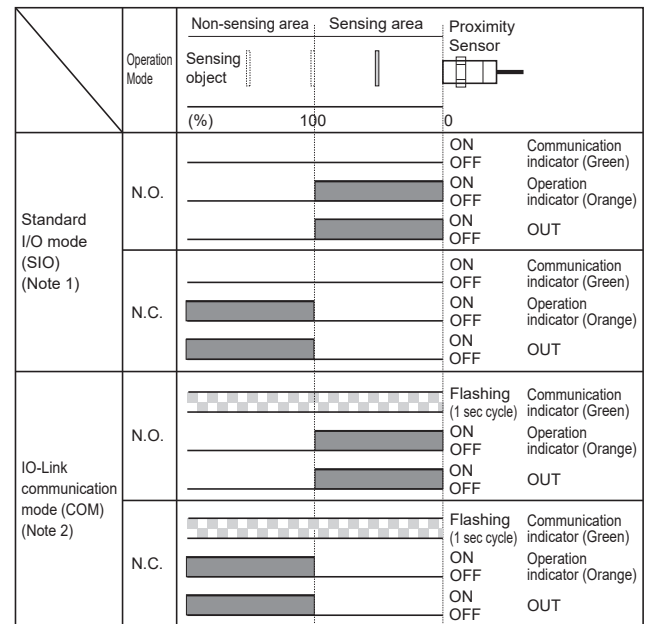 Operation
Mode
Non-sensing area
Sensing area
Proximity
Sensor
Sensing
object
(%)
100
0
Standard
I/O mode
(SIO)
(Note 1)
N.O.
ON
OFF
Communication
indicator (Green)
ON
OFF
Operation
indicator (Orange)
ON
OFF
OUT
N.C.
ON
OFF
Communication
indicator (Green)
ON
OFF
Operation
indicator (Orange)
ON
OFF
OUT
IO-Link
communication
mode (COM)
(Note 2)
N.O.
Flashing
(1 sec cycle)
Communication
indicator (Green)
ON
OFF
Operation
indicator (Orange)
ON
OFF
OUT
N.C.
Flashing
(1 sec cycle)
Communication
indicator (Green)
ON
OFF
Operation
indicator (Orange)
ON
OFF
OUT